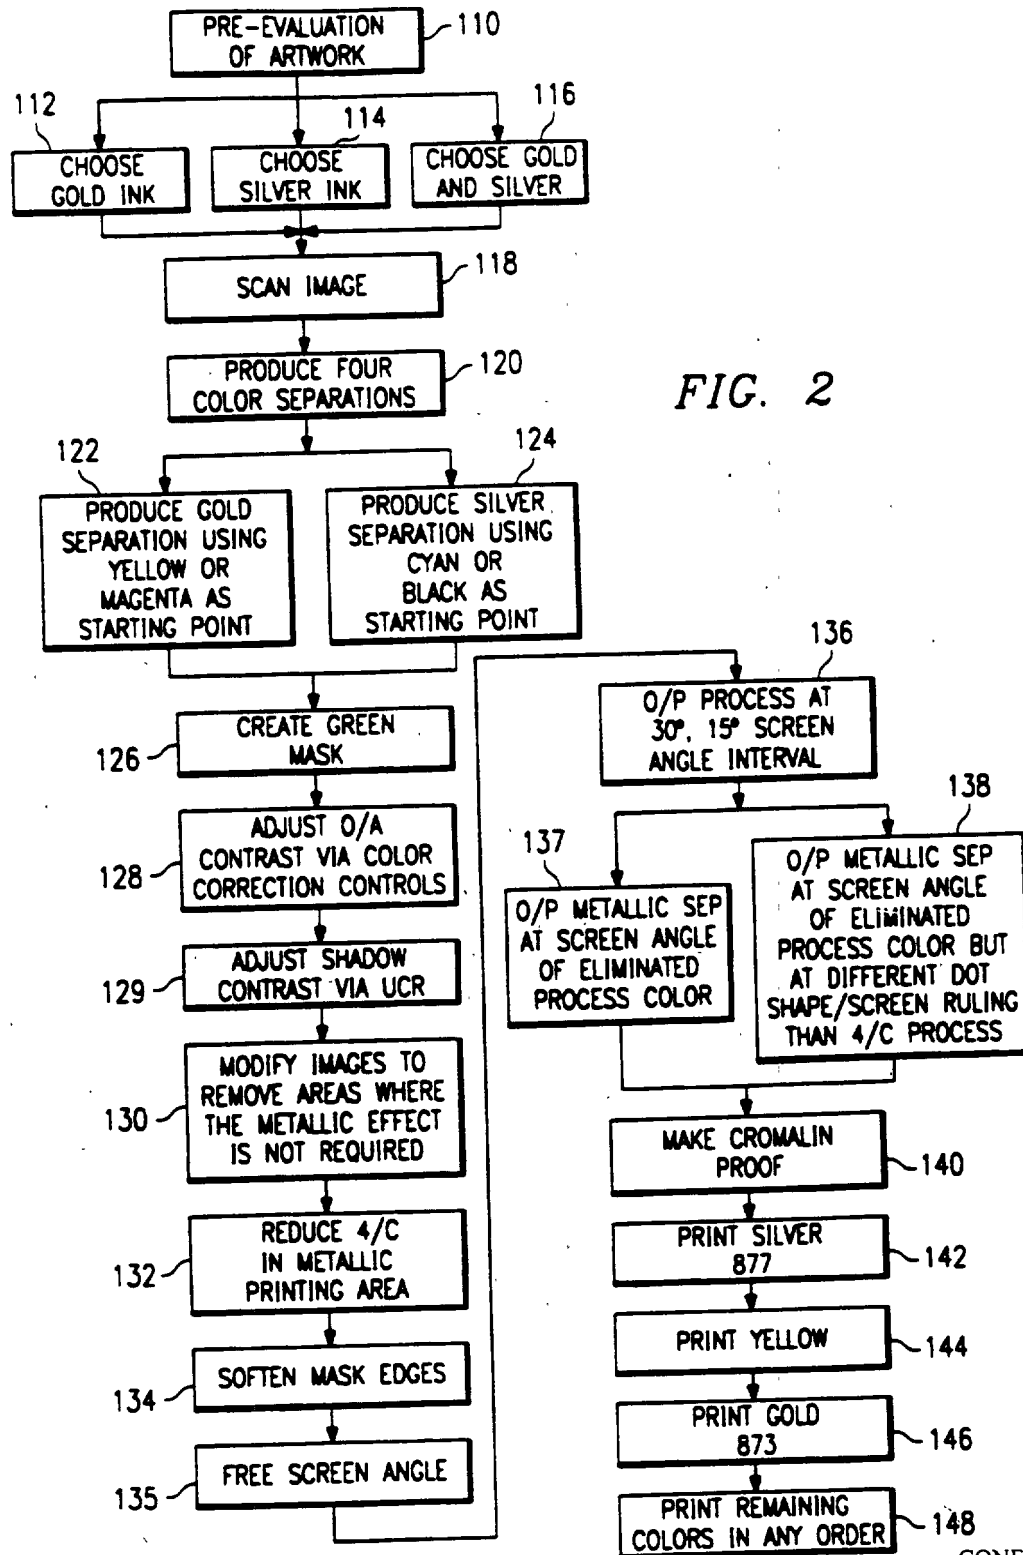 PRE-EVALUATION
OF ARTWORK
110
112
CHOOSE
GOLD INK
114
CHOOSE
SILVER INK
116
CHOOSE GOLD
AND SILVER
SCAN IMAGE
118
PRODUCE FOUR
COLOR SEPARATIONS
120
FIG. 2
122
PRODUCE GOLD
SEPARATION USING
YELLOW OR
MAGENTA AS
STARTING POINT
124
PRODUCE SILVER
SEPARATION USING
CYAN OR
BLACK AS
STARTING POINT
126
CREATE GREEN
MASK
128
ADJUST O/A
CONTRAST VIA COLOR
CORRECTION CONTROLS
129
ADJUST SHADOW
CONTRAST VIA UCR
130
MODIFY IMAGES TO
REMOVE AREAS WHERE
THE METALLIC EFFECT
IS NOT REQUIRED
132
REDUCE 4/C
IN METALLIC
PRINTING AREA
134
SOFTEN MASK EDGES
135
FREE SCREEN ANGLE
136
O/P PROCESS AT
30°, 15° SCREEN
ANGLE INTERVAL
137
O/P METALLIC SEP
AT SCREEN ANGLE
OF ELIMINATED
PROCESS COLOR
138
O/P METALLIC SEP
AT SCREEN ANGLE
OF ELIMINATED
PROCESS COLOR BUT
AT DIFFERENT DOT
SHAPE/SCREEN RULING
THAN 4/C PROCESS
MAKE CROMALIN
PROOF
140
PRINT SILVER
877
142
PRINT YELLOW
144
PRINT GOLD
873
146
PRINT REMAINING
COLORS IN ANY ORDER
148